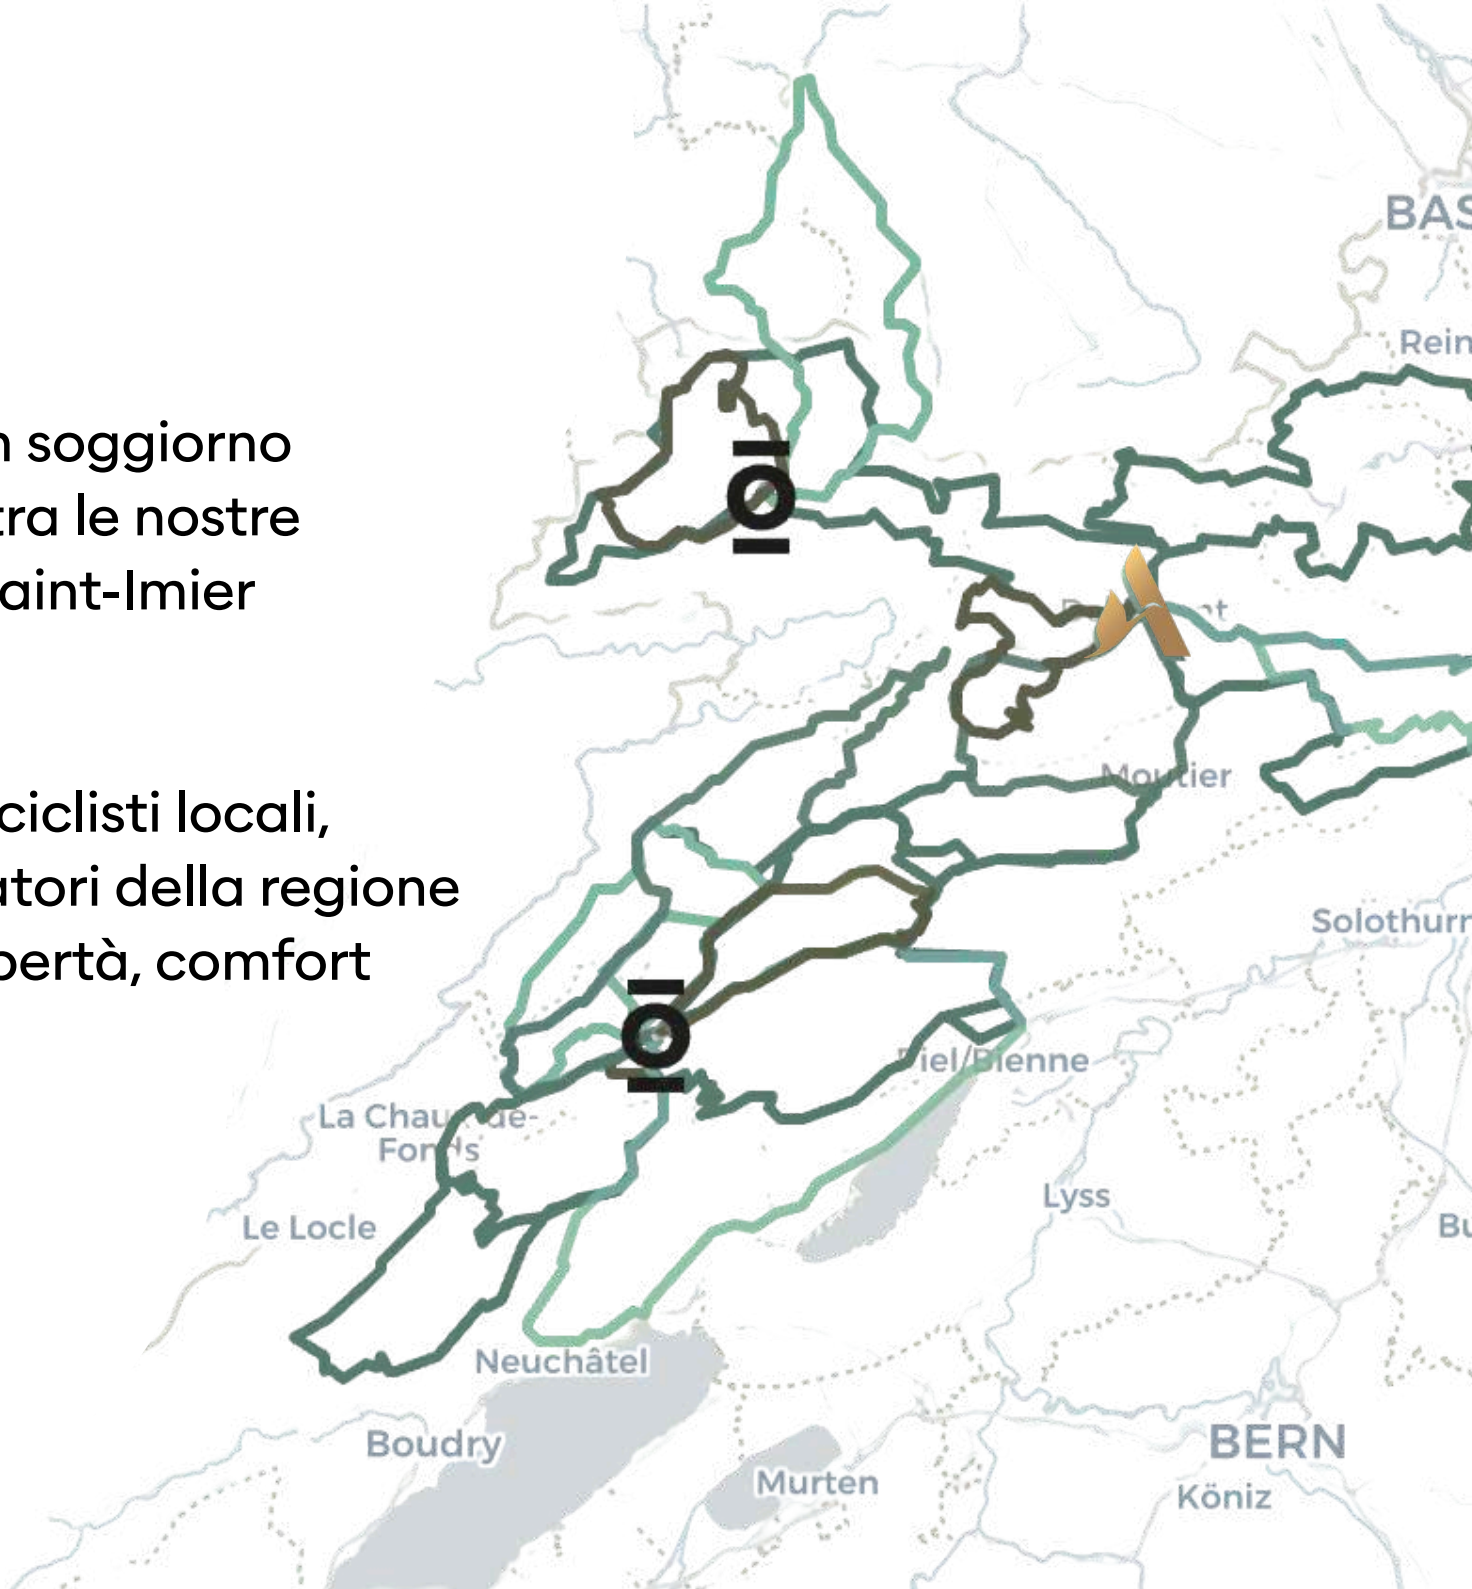 soggiorno
tra le nostre
aint-Imier
ciclisti locali,
atori della regione
bertà, comfort
BAS
Rein
Moutier
Solothurn
Biel/Bienne
La Chaux-de-
Fonds
Le Locle
Lyss
Bu
Neuchâtel
Boudry
BERN
Murten
Köniz